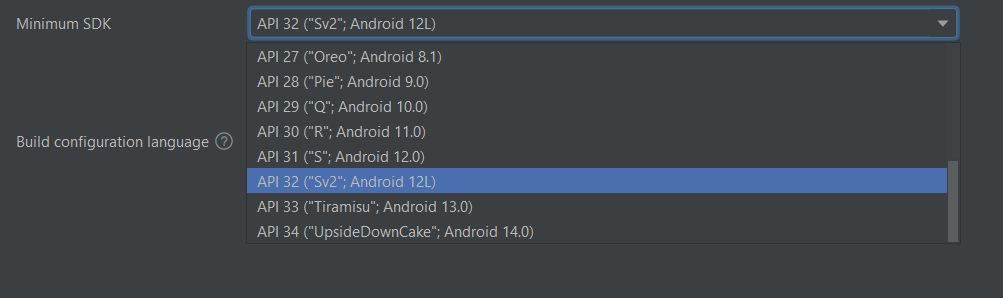 Minimum SDK
API 32 ("Sv2"; Android 12L)
API 27 ("Oreo"; Android 8.1)
API 28 ("Pie"; Android 9.0)
API 29 ("Q"; Android 10.0)
API 30 ("R"; Android 11.0)
Build configuration language ?
API 31 ("S"; Android 12.0)
API 32 ("Sv2"; Android 12L)
API 33 ("Tiramisu"; Android 13.0)
API 34 ("UpsideDownCake"; Android 14.0)